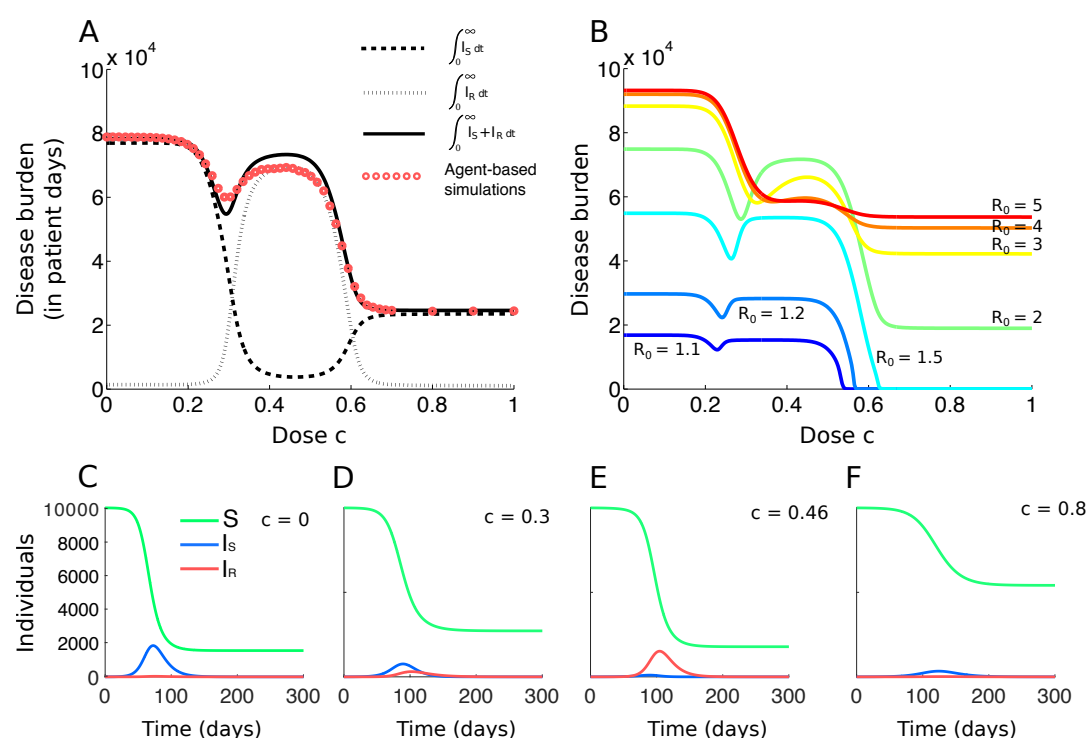 A
x 10⁴
10
8
6
4
2
0
0 0.2 0.4 0.6 0.8 1
Disease burden
(in patient days)
Dose c
∫₀^∞ I_S dt
∫₀^∞ I_R dt
∫₀^∞ I_S + I_R dt
Agent-based
simulations
B
x 10⁴
10
8
6
4
2
0
0 0.2 0.4 0.6 0.8 1
Disease burden
Dose c
R₀ = 5
R₀ = 4
R₀ = 3
R₀ = 2
R₀ = 1.5
R₀ = 1.2
R₀ = 1.1
C
10000
8000
6000
4000
2000
0
0 100 200 300
Individuals
Time (days)
S
I_S
I_R
c = 0
D
c = 0.3
0 100 200 300
Time (days)
E
c = 0.46
0 100 200 300
Time (days)
F
c = 0.8
0 100 200 300
Time (days)